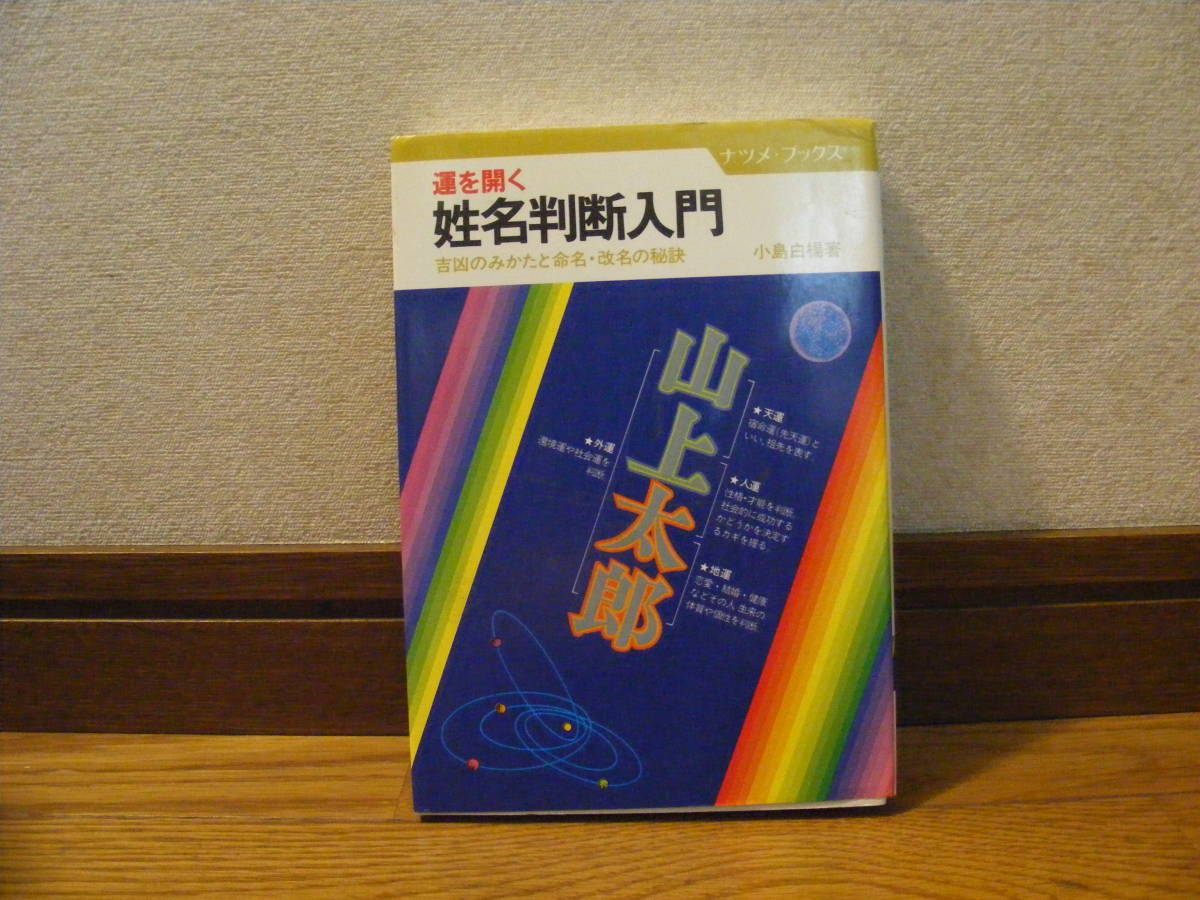 ナツメ・ブックス
運を開く
姓名判断入門
吉凶のみかたと命名・改名の秘訣
小島白楊著
山上太郎
★天運
宿命運(先天運)と
いい、祖先を表す。
★人運
性格・才能を判断。
社会的に成功する
かどうかを決定す
るカギを握る。
★地運
恋愛・結婚・健康
などその人生来の
体質や個性を判断。
★外運
環境運や社会運を
判断。